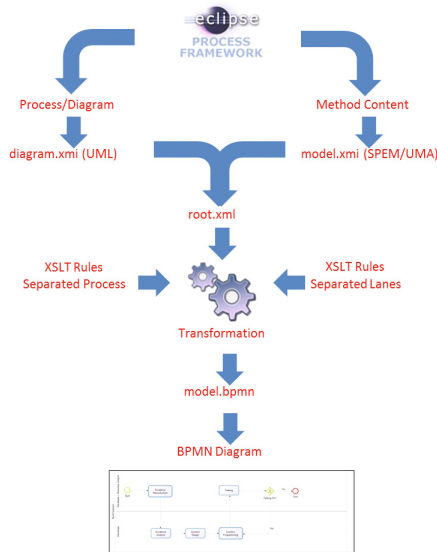 eclipse
PROCESS
FRAMEWORK
Process/Diagram
Method Content
diagram.xmi (UML)
model.xmi (SPEM/UMA)
root.xml
XSLT Rules
Separated Process
XSLT Rules
Separated Lanes
Transformation
model.bpmn
BPMN Diagram
Testing